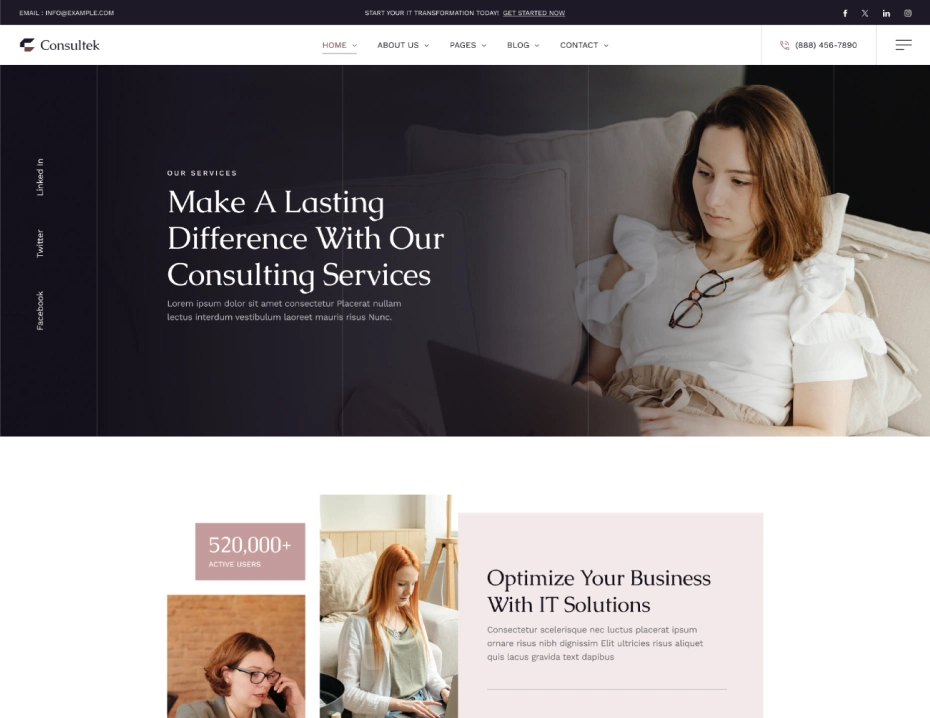 EMAIL : INFO@EXAMPLE.COM
START YOUR IT TRANSFORMATION TODAY! GET STARTED NOW
Consultek
HOME
ABOUT US
PAGES
BLOG
CONTACT
(888) 456-7890
Linked In
Twitter
Facebook
OUR SERVICES
Make A Lasting
Difference With Our
Consulting Services
Lorem ipsum dolor sit amet consectetur Placerat nullam
lectus interdum vestibulum laoreet mauris risus Nunc.
520,000+
ACTIVE USERS
Optimize Your Business
With IT Solutions
Consectetur scelerisque nec luctus placerat ipsum
ornare risus nibh dignissim Elit ultricies risus aliquet
quis lacus gravida text dapibus